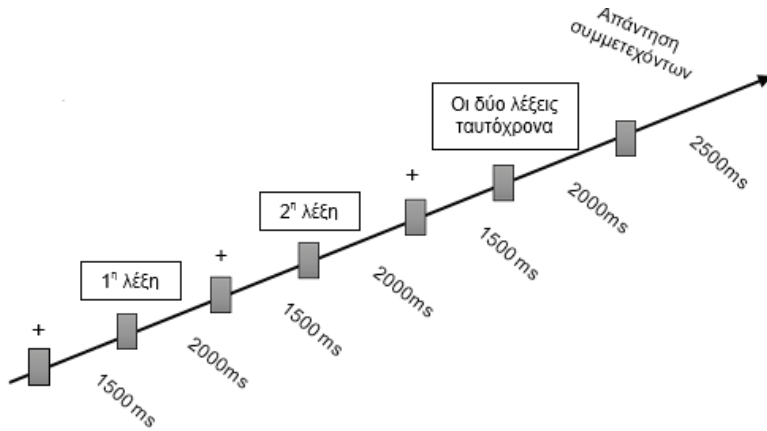 Απάντηση
συμμετεχόντων
Οι δύο λέξεις
ταυτόχρονα
+
2500ms
2η λέξη
2000ms
+
1500 ms
1η λέξη
2000ms
+
1500 ms
2000ms
1500 ms